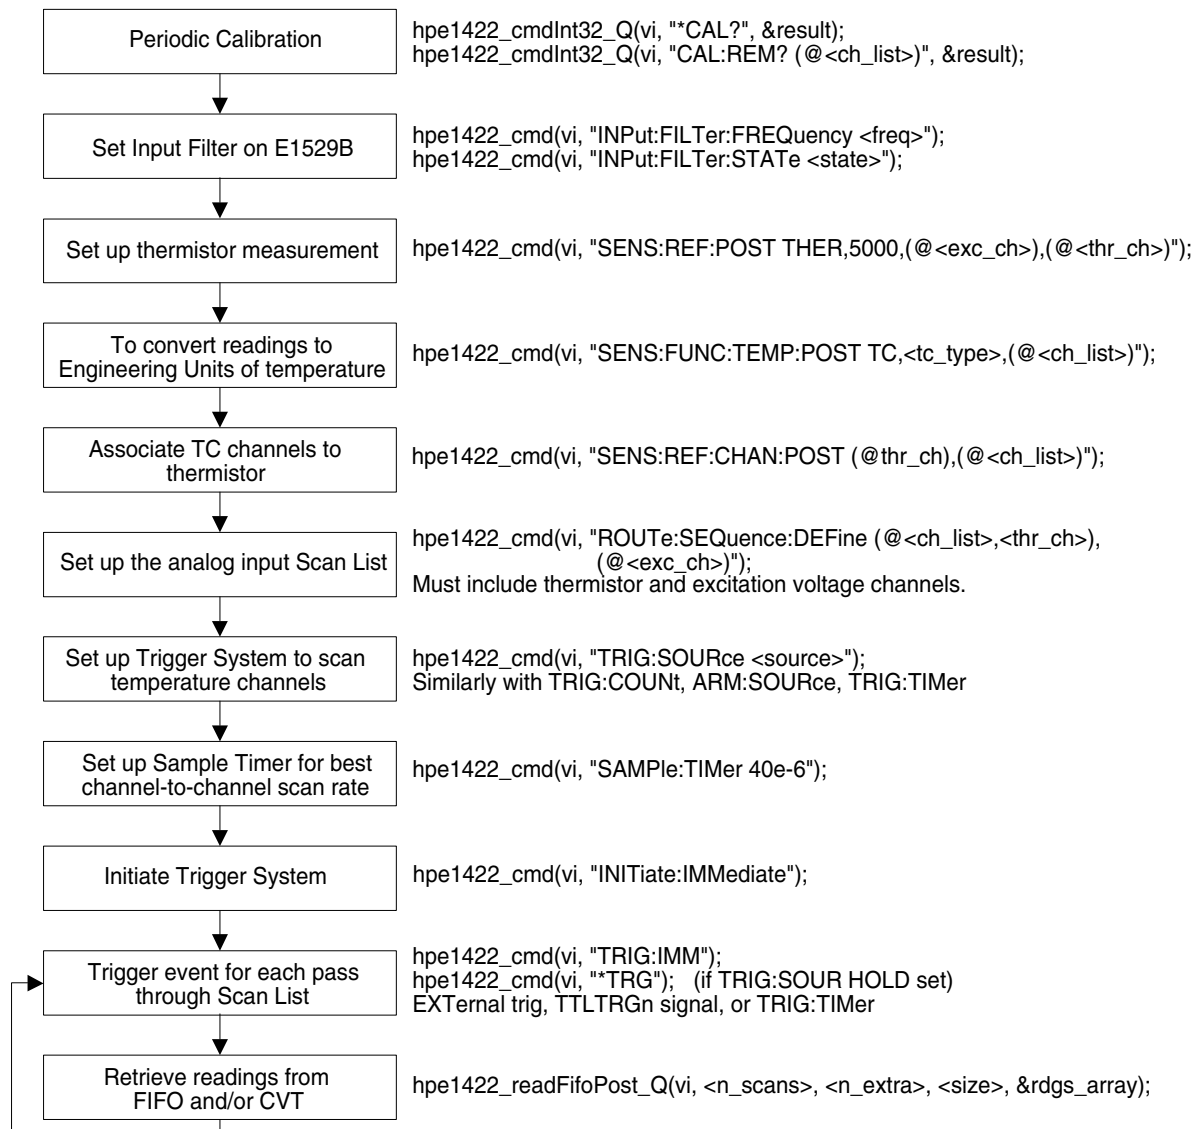 Periodic Calibration
hpe1422_cmdInt32_Q(vi, "*CAL?", &result);
hpe1422_cmdInt32_Q(vi, "CAL:REM? (@<ch_list>)", &result);
Set Input Filter on E1529B
hpe1422_cmd(vi, "INPut:FILTer:FREQuency <freq>");
hpe1422_cmd(vi, "INPut:FILTer:STATe <state>");
Set up thermistor measurement
hpe1422_cmd(vi, "SENS:REF:POST THER,5000,(@<exc_ch>),(@<thr_ch>)");
To convert readings to
Engineering Units of temperature
hpe1422_cmd(vi, "SENS:FUNC:TEMP:POST TC,<tc_type>,(@<ch_list>)");
Associate TC channels to
thermistor
hpe1422_cmd(vi, "SENS:REF:CHAN:POST (@thr_ch),(@<ch_list>)");
Set up the analog input Scan List
hpe1422_cmd(vi, "ROUTe:SEQuence:DEFine (@<ch_list>,<thr_ch>),
(@<exc_ch>)");
Must include thermistor and excitation voltage channels.
Set up Trigger System to scan
temperature channels
hpe1422_cmd(vi, "TRIG:SOURce <source>");
Similarly with TRIG:COUNt, ARM:SOURce, TRIG:TIMer
Set up Sample Timer for best
channel-to-channel scan rate
hpe1422_cmd(vi, "SAMPle:TIMer 40e-6");
Initiate Trigger System
hpe1422_cmd(vi, "INITiate:IMMediate");
Trigger event for each pass
through Scan List
hpe1422_cmd(vi, "TRIG:IMM");
hpe1422_cmd(vi, "*TRG"); (if TRIG:SOUR HOLD set)
EXTernal trig, TTLTRGn signal, or TRIG:TIMer
Retrieve readings from
FIFO and/or CVT
hpe1422_readFifoPost_Q(vi, <n_scans>, <n_extra>, <size>, &rdgs_array);